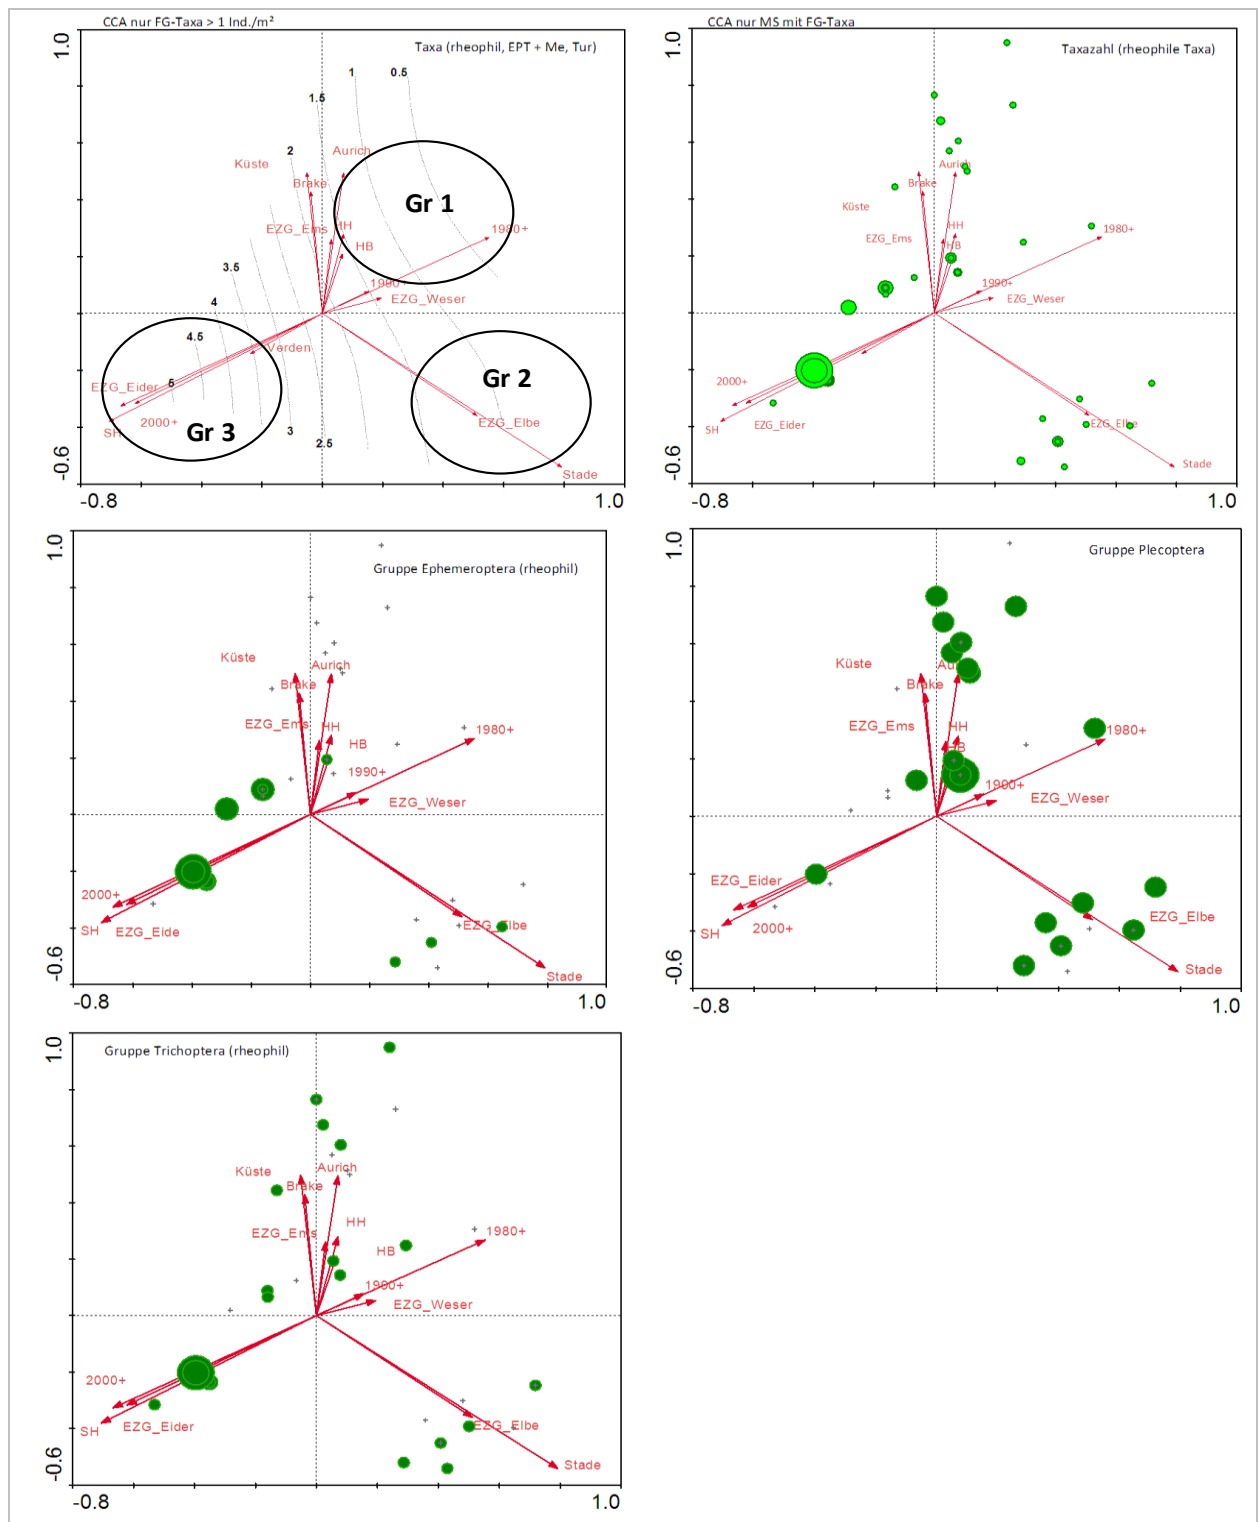 CCA nur FG-Taxa > 1 Ind./m²
1.0
Taxa (rheophil, EPT + Me, Tur)
1
0.5
1.5
2
Küste
Aurich
Brake
Gr 1
EZG_Ems
HH
HB
1980+
3.5
1990+
4
EZG_Weser
4.5
Verden
5
EZG_Eider
Gr 2
2000+
SH
Gr 3
3
2.5
EZG_Elbe
Stade
-0.6
-0.8
1.0
CCA nur MS mit FG-Taxa
1.0
Taxazahl (rheophile Taxa)
Aurich
Brake
Küste
HH
EZG_Ems
HB
1980+
1990+
EZG_Weser
2000+
SH
EZG_Eider
EZG_Elbe
Stade
-0.6
-0.8
1.0
1.0
Gruppe Ephemeroptera (rheophil)
Küste
Aurich
Brake
EZG_Ems
HH
HB
1980+
1990+
EZG_Weser
2000+
SH
EZG_Eide
EZG_Elbe
Stade
-0.6
-0.8
1.0
1.0
Gruppe Plecoptera
Küste
Brake
EZG_Ems
HH
HB
1980+
1990+
EZG_Weser
EZG_Eider
SH
2000+
EZG_Elbe
Stade
-0.6
-0.8
1.0
1.0
Gruppe Trichoptera (rheophil)
Küste
Aurich
Brake
EZG_Ems
HH
HB
1980+
1990+
EZG_Weser
2000+
SH
EZG_Eider
EZG_Elbe
Stade
-0.6
-0.8
1.0